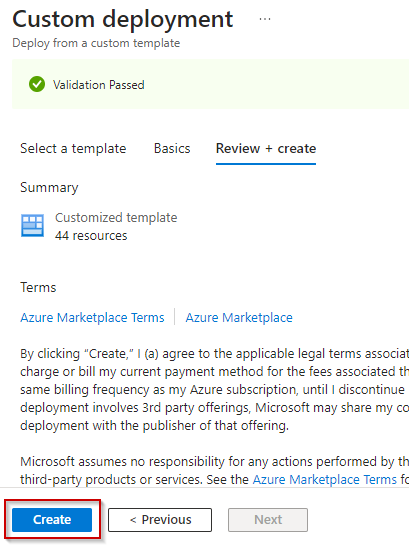 Custom deployment ...
Deploy from a custom template
Validation Passed
Select a template Basics Review + create
Summary
Customized template
44 resources
Terms
Azure Marketplace Terms Azure Marketplace
By clicking “Create,” I (a) agree to the applicable legal terms associat
charge or bill my current payment method for the fees associated th
same billing frequency as my Azure subscription, until I discontinue
deployment involves 3rd party offerings, Microsoft may share my co
deployment with the publisher of that offering.
Microsoft assumes no responsibility for any actions performed by th
third-party products or services. See the Azure Marketplace Terms fo
Create < Previous Next